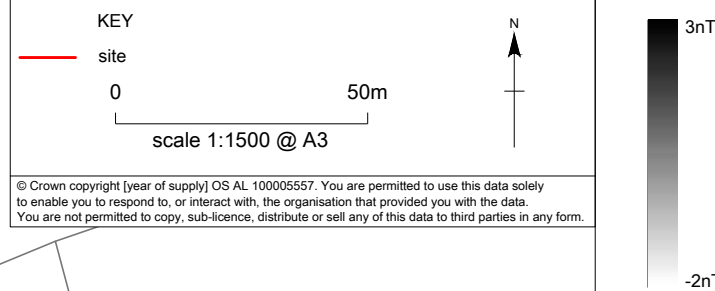 KEY
N
3nT
site
0 50m
scale 1:1500 @ A3
© Crown copyright [year of supply] OS AL 100005557. You are permitted to use this data solely
to enable you to respond to, or interact with, the organisation that provided you with the data.
You are not permitted to copy, sub-licence, distribute or sell any of this data to third parties in any form.
-2nT